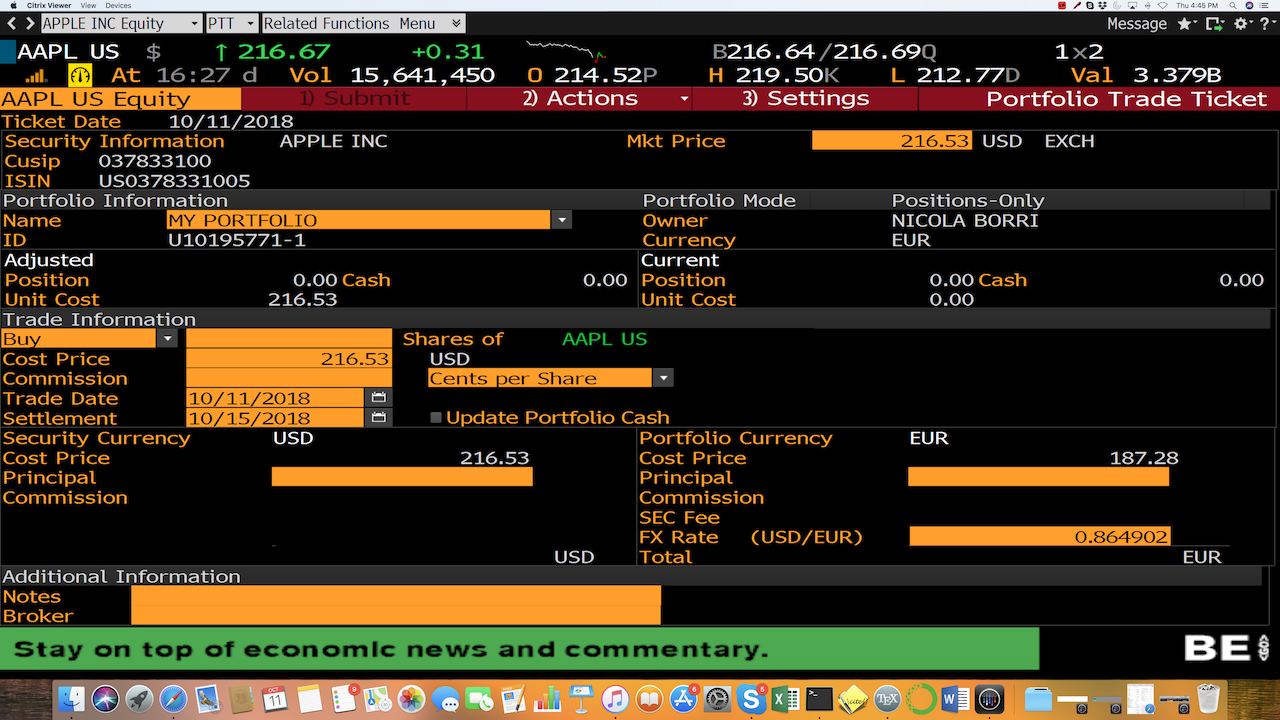 Citrix Viewer View Devices Thu 4:45 PM
APPLE INC Equity PTT Related Functions Menu Message ?
AAPL US $ ↑ 216.67 +0.31 B216.64/216.69Q 1x2
At 16:27 d Vol 15,641,450 O 214.52P H 219.50K L 212.77D Val 3.379B
AAPL US Equity 1) Submit 2) Actions 3) Settings Portfolio Trade Ticket
Ticket Date 10/11/2018
Security Information APPLE INC Mkt Price 216.53 USD EXCH
Cusip 037833100
ISIN US0378331005
Portfolio Information Portfolio Mode Positions-Only
Name MY PORTFOLIO Owner NICOLA BORRI
ID U10195771-1 Currency EUR
Adjusted Current
Position 0.00 Cash 0.00 Position 0.00 Cash 0.00
Unit Cost 216.53 Unit Cost 0.00
Trade Information
Buy Shares of AAPL US
Cost Price 216.53 USD
Commission Cents per Share
Trade Date 10/11/2018
Settlement 10/15/2018 Update Portfolio Cash
Security Currency USD Portfolio Currency EUR
Cost Price 216.53 Cost Price 187.28
Principal Principal
Commission Commission
SEC Fee
FX Rate (USD/EUR) 0.864902
USD Total EUR
Additional Information
Notes
Broker
Stay on top of economic news and commentary. BE
OCT 11 9 6 5 TEX